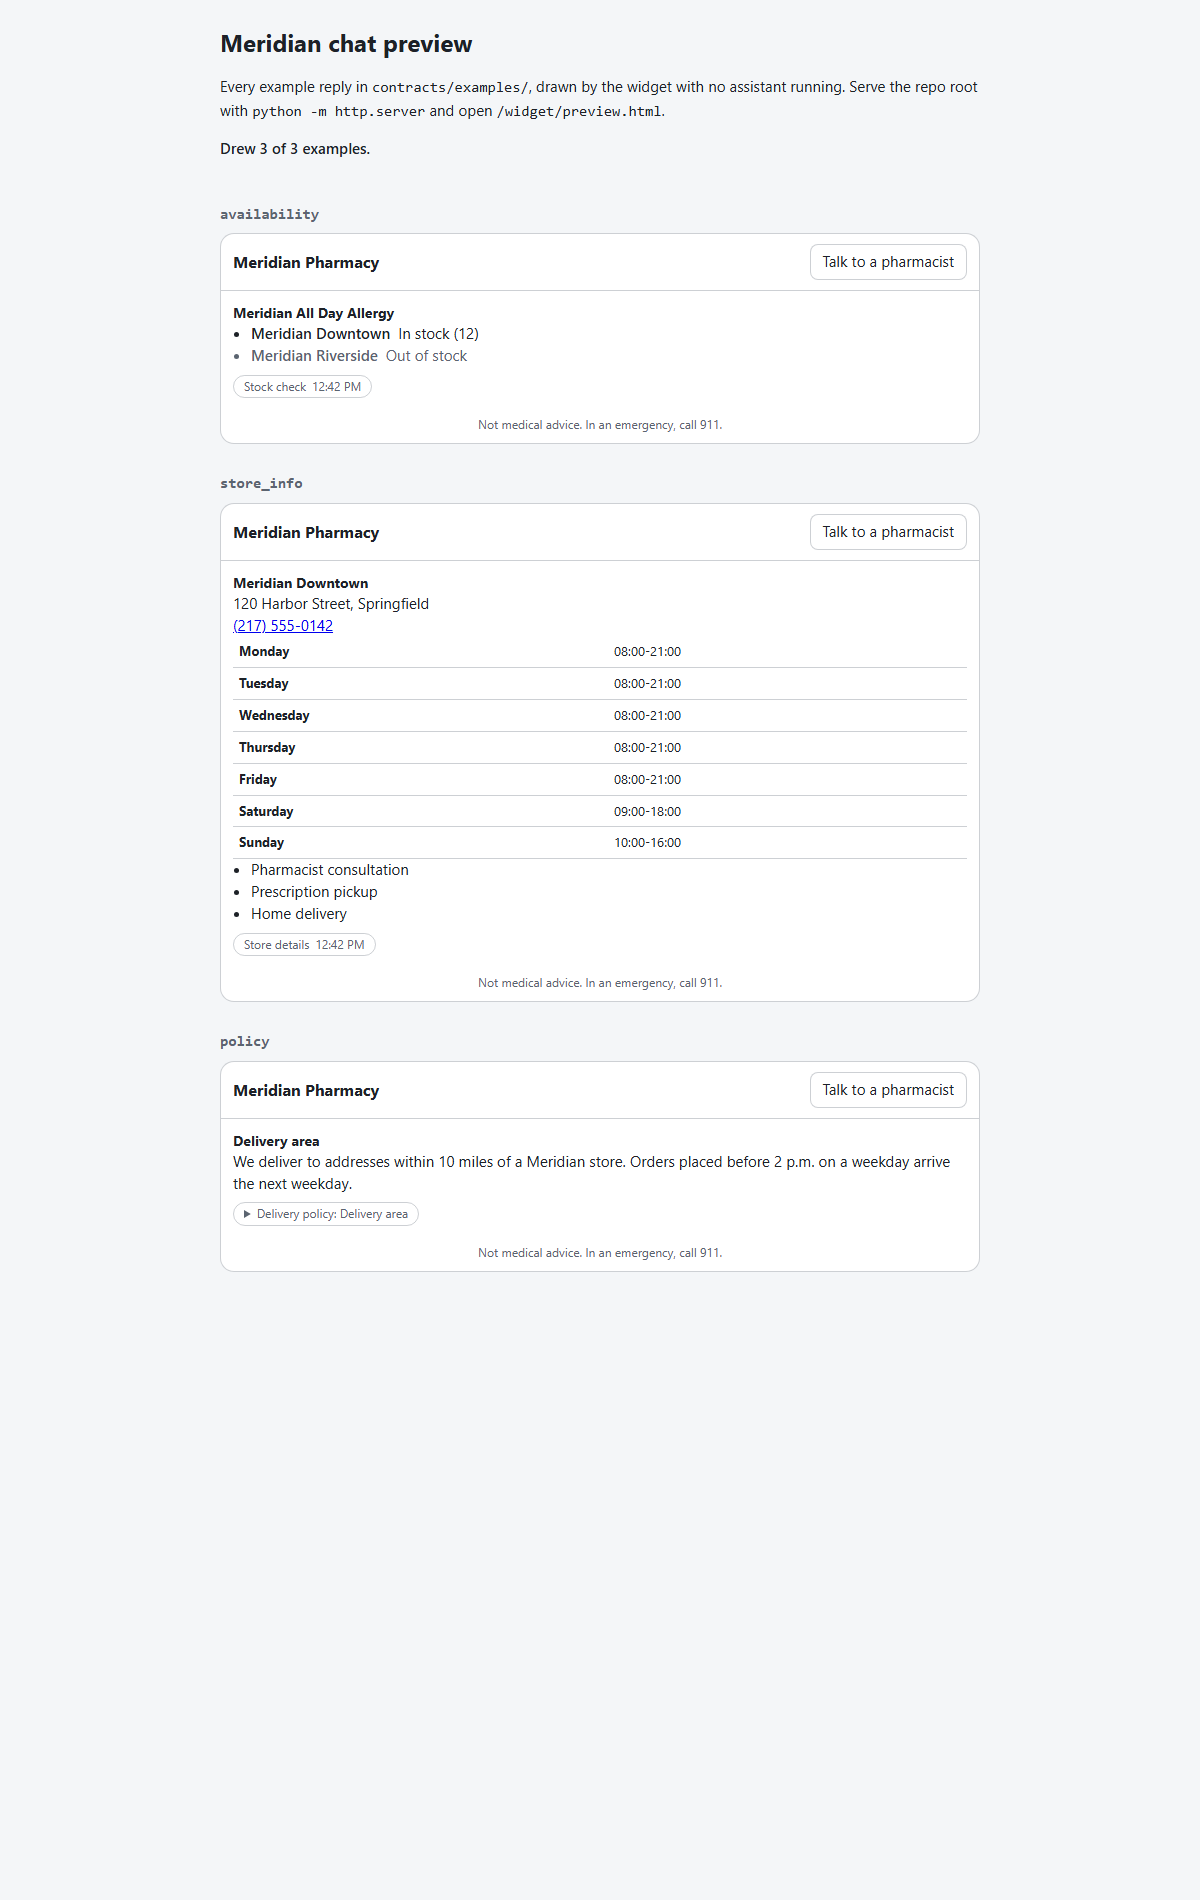 Meridian chat preview
Every example reply in contracts/examples/, drawn by the widget with no assistant running. Serve the repo root
with python -m http.server and open /widget/preview.html.
Drew 3 of 3 examples.
availability
Meridian Pharmacy
Talk to a pharmacist
Meridian All Day Allergy
• Meridian Downtown In stock (12)
• Meridian Riverside Out of stock
Stock check 12:42 PM
Not medical advice. In an emergency, call 911.
store_info
Meridian Pharmacy
Talk to a pharmacist
Meridian Downtown
120 Harbor Street, Springfield
(217) 555-0142
Monday 08:00-21:00
Tuesday 08:00-21:00
Wednesday 08:00-21:00
Thursday 08:00-21:00
Friday 08:00-21:00
Saturday 09:00-18:00
Sunday 10:00-16:00
• Pharmacist consultation
• Prescription pickup
• Home delivery
Store details 12:42 PM
Not medical advice. In an emergency, call 911.
policy
Meridian Pharmacy
Talk to a pharmacist
Delivery area
We deliver to addresses within 10 miles of a Meridian store. Orders placed before 2 p.m. on a weekday arrive
the next weekday.
▶ Delivery policy: Delivery area
Not medical advice. In an emergency, call 911.